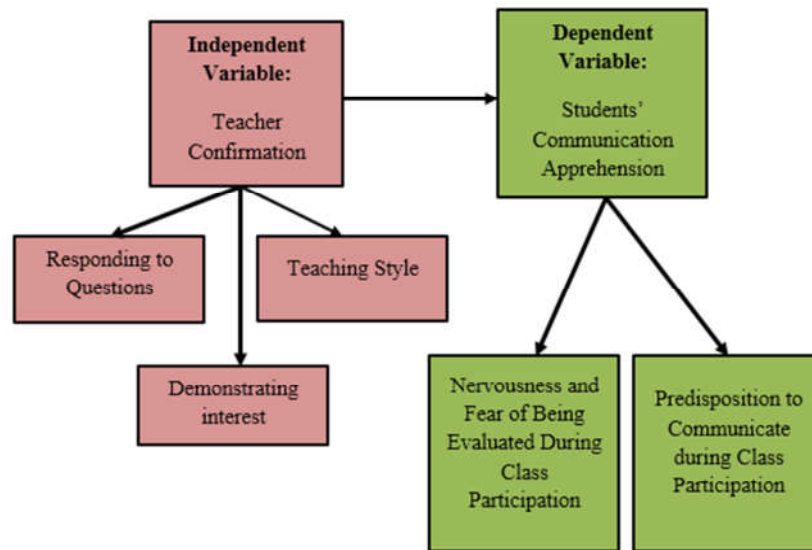 Independent
Variable:
Teacher
Confirmation
Dependent
Variable:
Students’
Communication
Apprehension
Responding to
Questions
Teaching Style
Demonstrating
interest
Nervousness and
Fear of Being
Evaluated During
Class
Participation
Predisposition to
Communicate
during Class
Participation